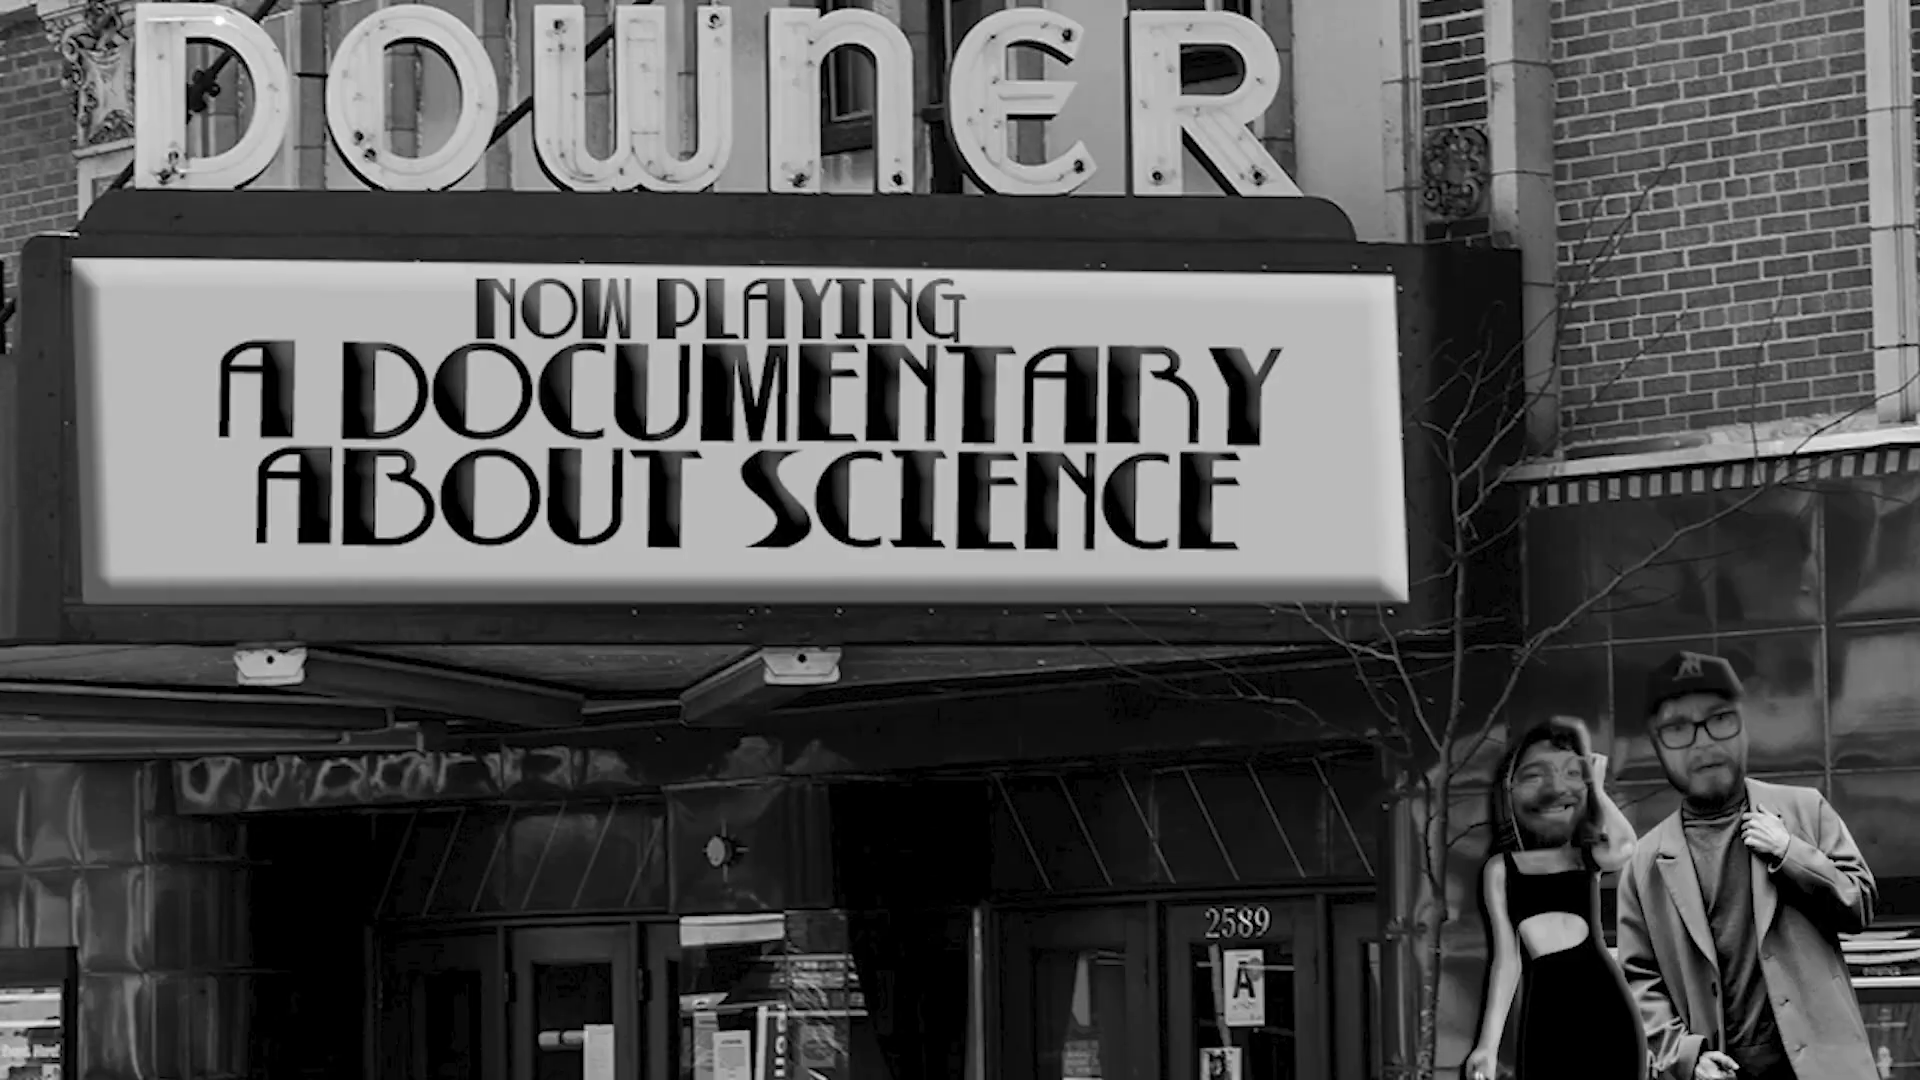 DOWNER
NOW PLAYING
A DOCUMENTARY
ABOUT SCIENCE
2589
A